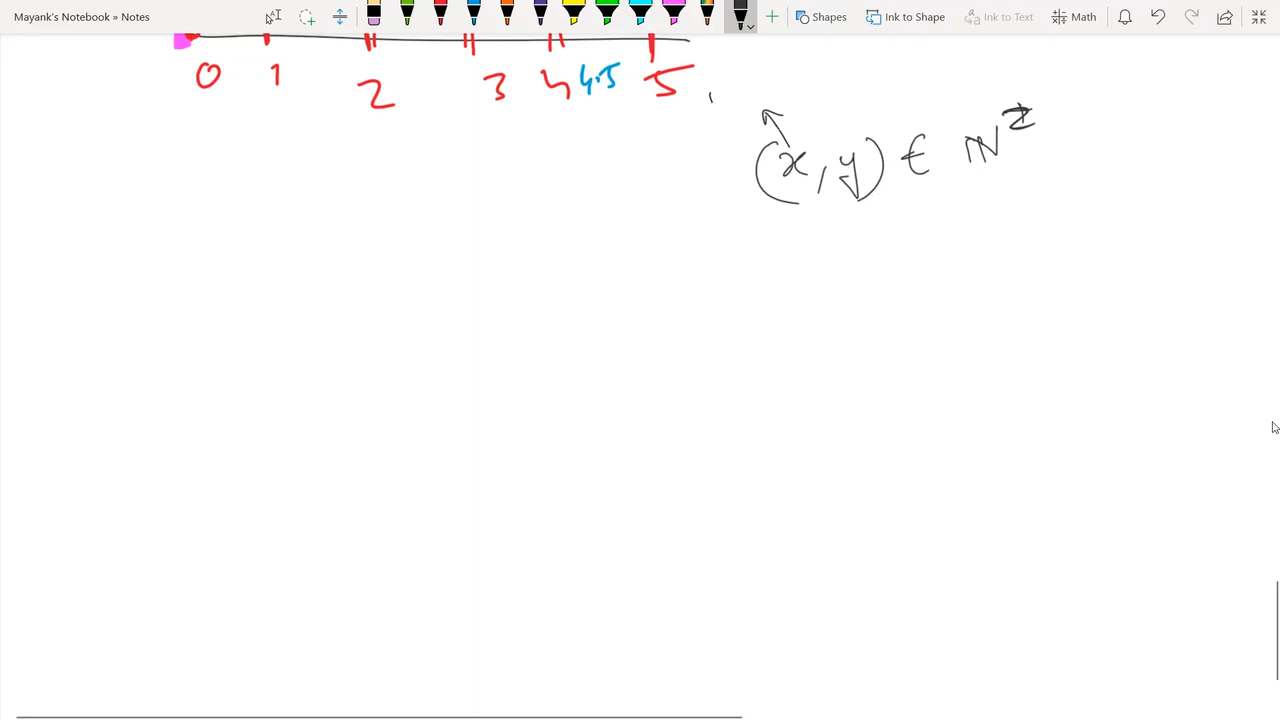 Mayank's Notebook » Notes
Shapes
Ink to Shape
Ink to Text
Math
0 1 2 3 4 4.5 5
(x, y) ∈ ℕ²